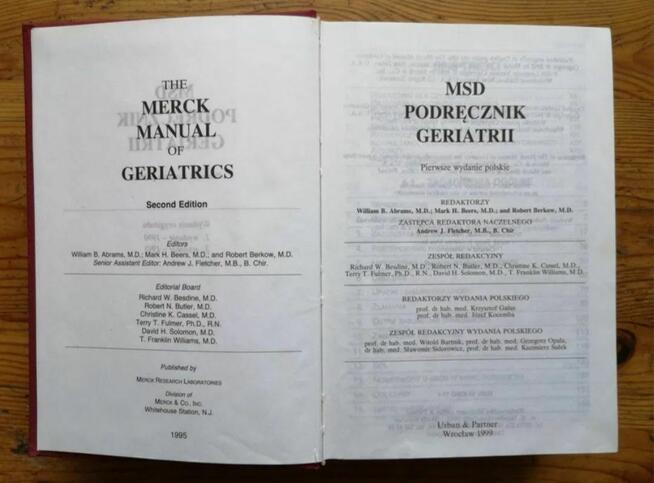 THE
MERCK
MANUAL
OF
GERIATRICS
Second Edition
Editors
William B. Abrams, M.D.; Mark H. Beers, M.D.; and Robert Berkow, M.D.
Senior Assistant Editor: Andrew J. Fletcher, M.B., B. Chir.
Editorial Board
Richard W. Besdine, M.D.
Robert N. Butler, M.D.
Christine K. Cassel, M.D.
Terry T. Fulmer, Ph.D., R.N.
David H. Solomon, M.D.
T. Franklin Williams, M.D.
Published by
MERCK RESEARCH LABORATORIES
Division of
MERCK & CO., INC.
Whitehouse Station, N.J.
1995
MSD
PODRĘCZNIK
GERIATRII
Pierwsze wydanie polskie
REDAKTORZY
William B. Abrams, M.D.; Mark H. Beers, M.D.; and Robert Berkow, M.D.
ZASTĘPCA REDAKTORA NACZELNEGO
Andrew J. Fletcher, M.B., B. Chir
ZESPÓŁ REDAKCYJNY
Richard W. Besdine, M.D., Robert N. Butler, M.D., Christine K. Cassel, M.D.,
Terry T. Fulmer, Ph.D., R.N., David H. Solomon, M.D., T. Franklin Williams, M.D.
REDAKTORZY WYDANIA POLSKIEGO
prof. dr hab. med. Krzysztof Galus
prof. dr hab. med. Józef Kocemba
ZESPÓŁ REDAKCYJNY WYDANIA POLSKIEGO
prof. dr hab. med. Witold Bartnik, prof. dr hab. med. Grzegorz Opala,
dr hab. med. Sławomir Sidorowicz, prof. dr hab. med. Kazimierz Sułek
Urban & Partner
Wrocław 1999